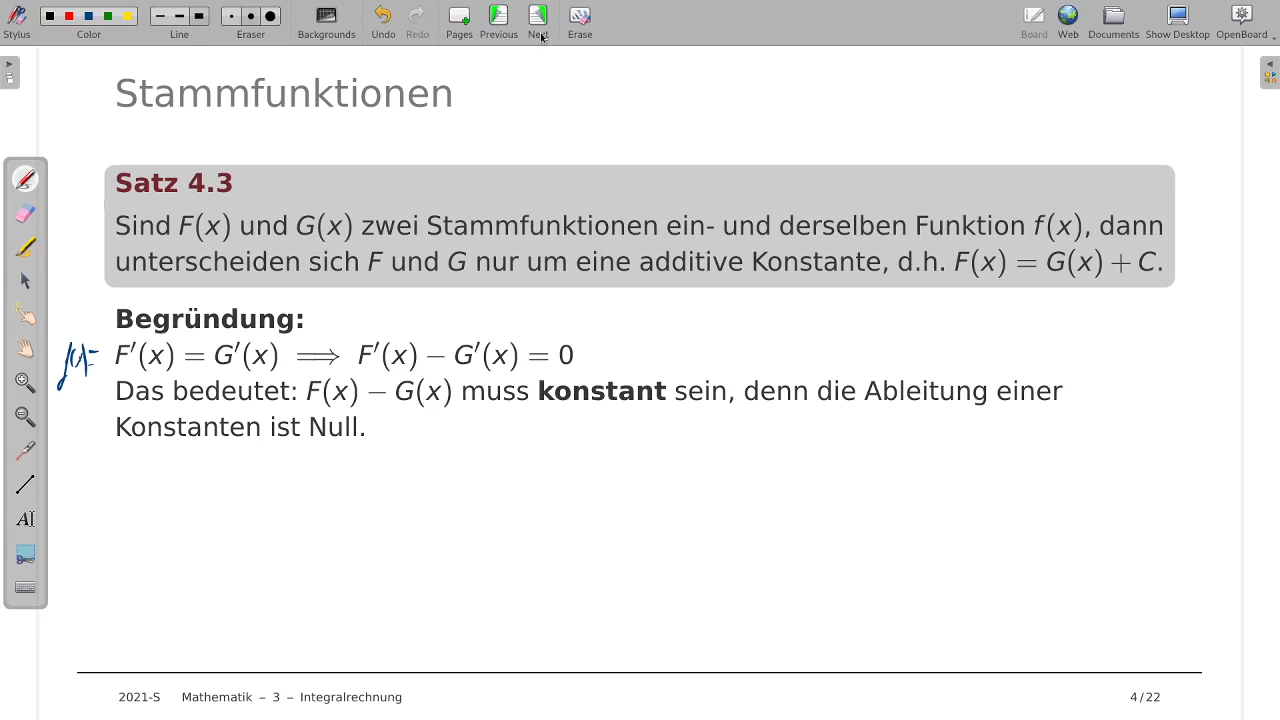 Stylus
Color
Line
Eraser
Backgrounds
Undo
Redo
Pages
Previous
Next
Erase
Board
Web
Documents
Show Desktop
OpenBoard
Stammfunktionen
Satz 4.3
Sind F(x) und G(x) zwei Stammfunktionen ein- und derselben Funktion f(x), dann
unterscheiden sich F und G nur um eine additive Konstante, d.h. F(x) = G(x) + C.
Begründung:
f(x)= F′(x) = G′(x) ⟹ F′(x) − G′(x) = 0
Das bedeutet: F(x) − G(x) muss konstant sein, denn die Ableitung einer
Konstanten ist Null.
2021-S Mathematik – 3 – Integralrechnung 4/22